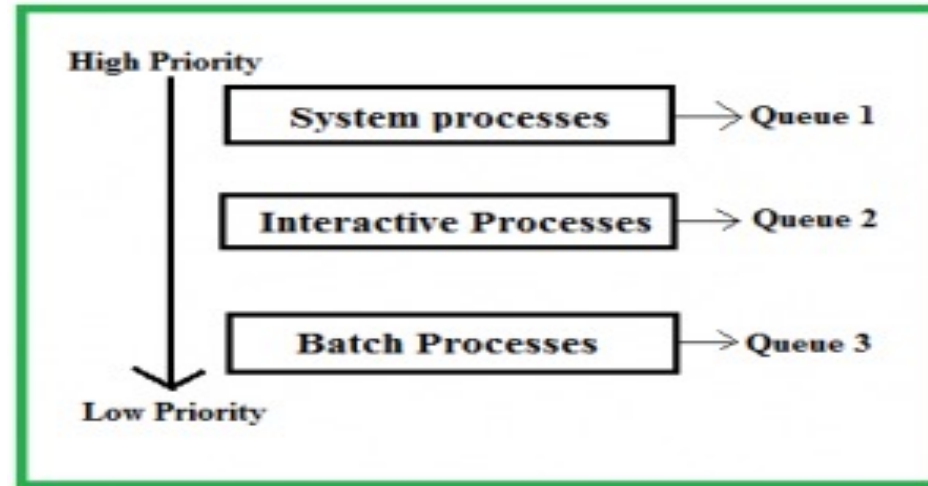 High Priority
System processes
Queue 1
Interactive Processes
Queue 2
Batch Processes
Queue 3
Low Priority